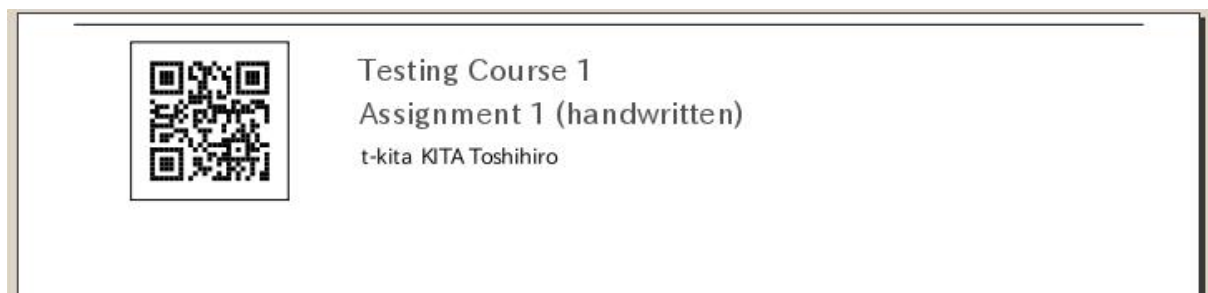 Testing Course 1
Assignment 1 (handwritten)
t-kita KITA Toshihiro